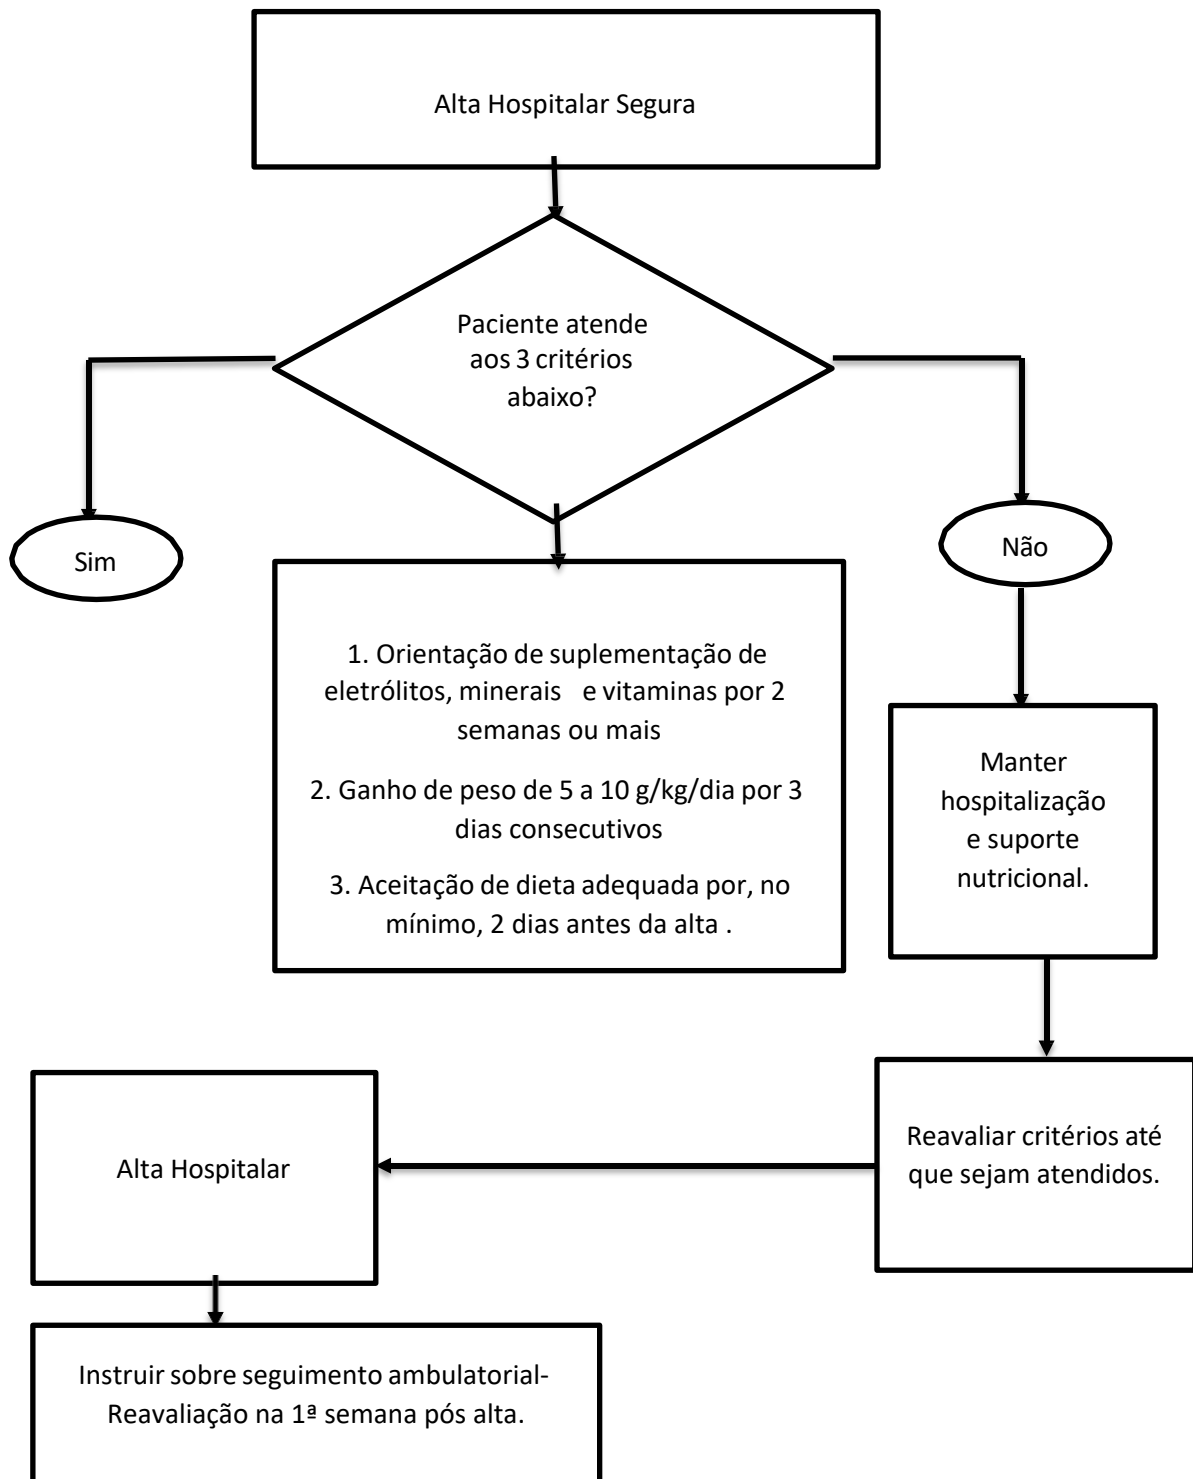 Alta Hospitalar Segura
Paciente atende
aos 3 critérios
abaixo?
Sim
Não
1. Orientação de suplementação de
eletrólitos, minerais e vitaminas por 2
semanas ou mais
2. Ganho de peso de 5 a 10 g/kg/dia por 3
dias consecutivos
3. Aceitação de dieta adequada por, no
mínimo, 2 dias antes da alta .
Manter
hospitalização
e suporte
nutricional.
Reavaliar critérios até
que sejam atendidos.
Alta Hospitalar
Instruir sobre seguimento ambulatorial-
Reavaliação na 1ª semana pós alta.